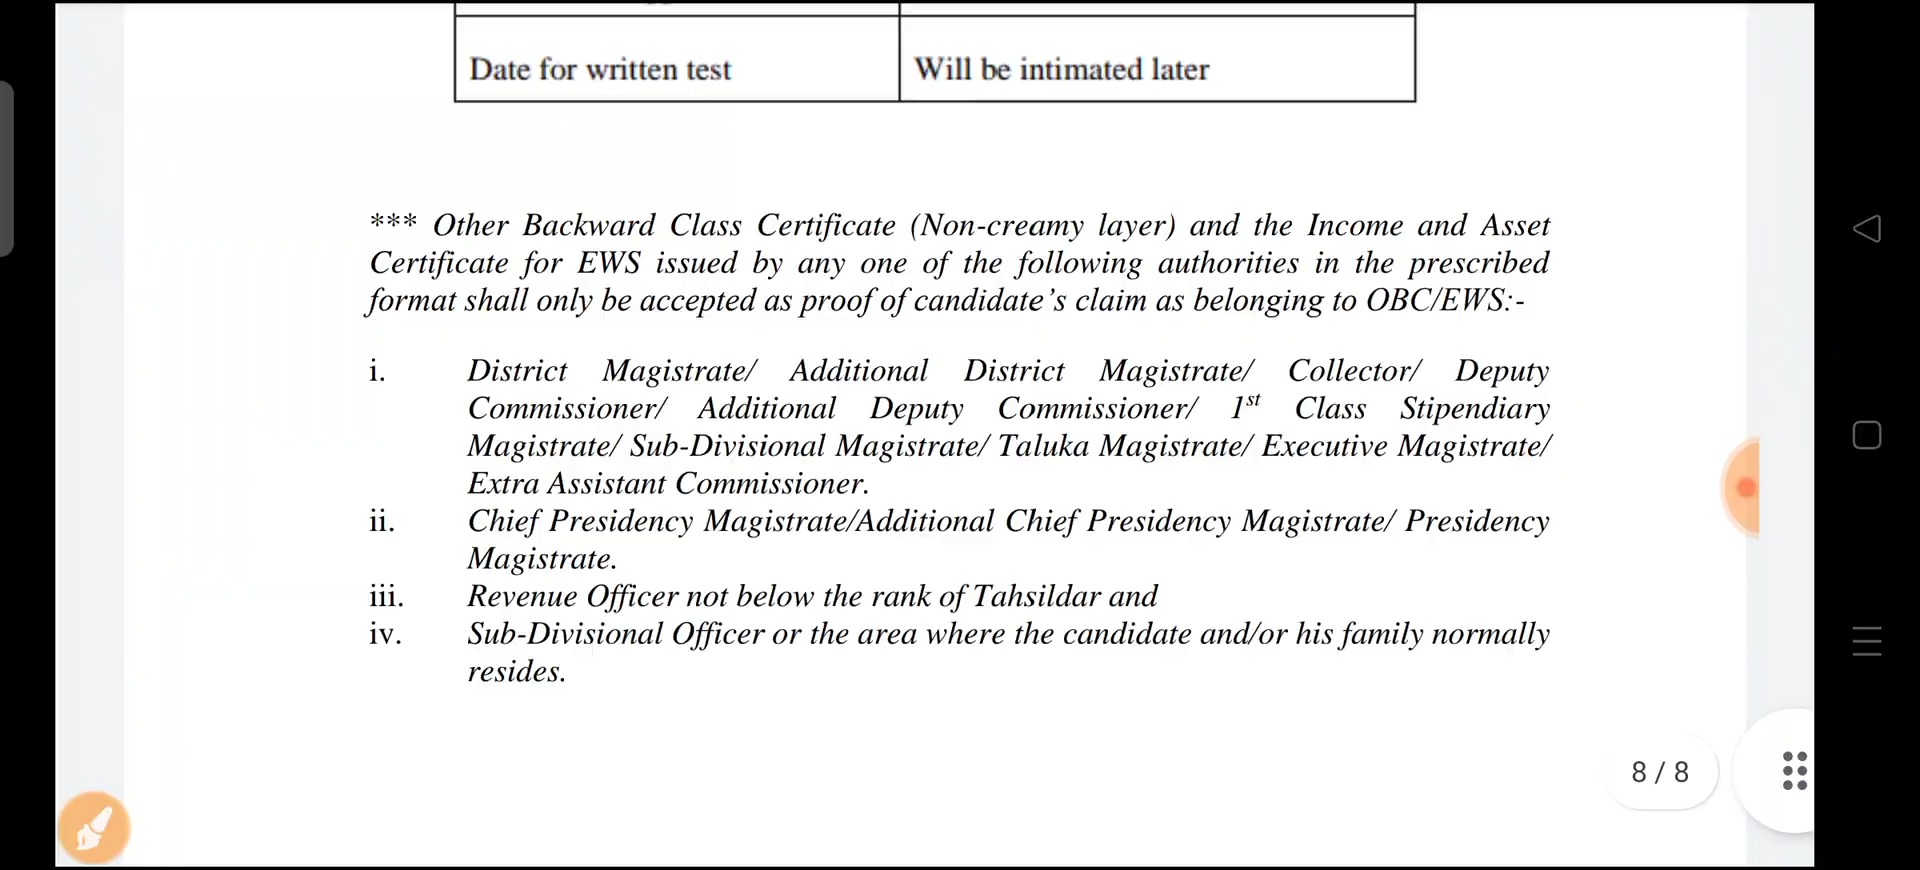 Date for written test Will be intimated later
*** Other Backward Class Certificate (Non-creamy layer) and the Income and Asset
Certificate for EWS issued by any one of the following authorities in the prescribed
format shall only be accepted as proof of candidate’s claim as belonging to OBC/EWS:-
i. District Magistrate/ Additional District Magistrate/ Collector/ Deputy
Commissioner/ Additional Deputy Commissioner/ 1st Class Stipendiary
Magistrate/ Sub-Divisional Magistrate/ Taluka Magistrate/ Executive Magistrate/
Extra Assistant Commissioner.
ii. Chief Presidency Magistrate/Additional Chief Presidency Magistrate/ Presidency
Magistrate.
iii. Revenue Officer not below the rank of Tahsildar and
iv. Sub-Divisional Officer or the area where the candidate and/or his family normally
resides.
8 / 8